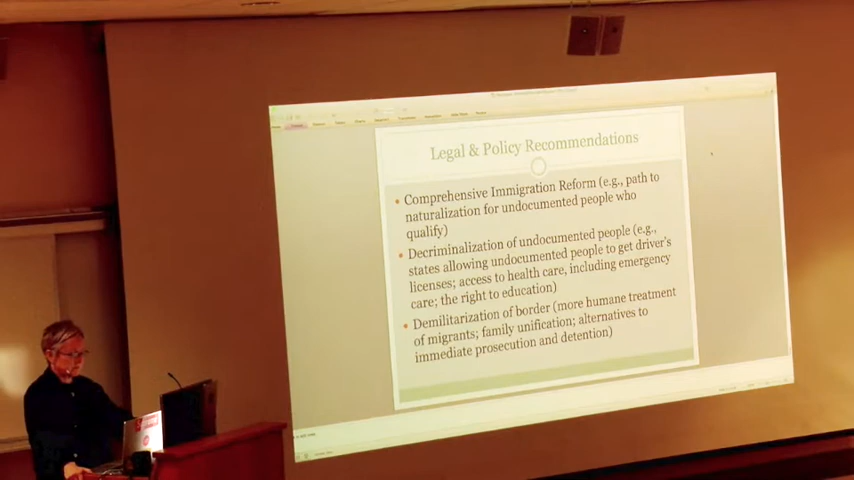 Legal & Policy Recommendations
• Comprehensive Immigration Reform (e.g., path to
naturalization for undocumented people who
qualify)
• Decriminalization of undocumented people (e.g.,
states allowing undocumented people to get driver's
licenses; access to health care, including emergency
care; the right to education)
• Demilitarization of border (more humane treatment
of migrants; family unification; alternatives to
immediate prosecution and detention)